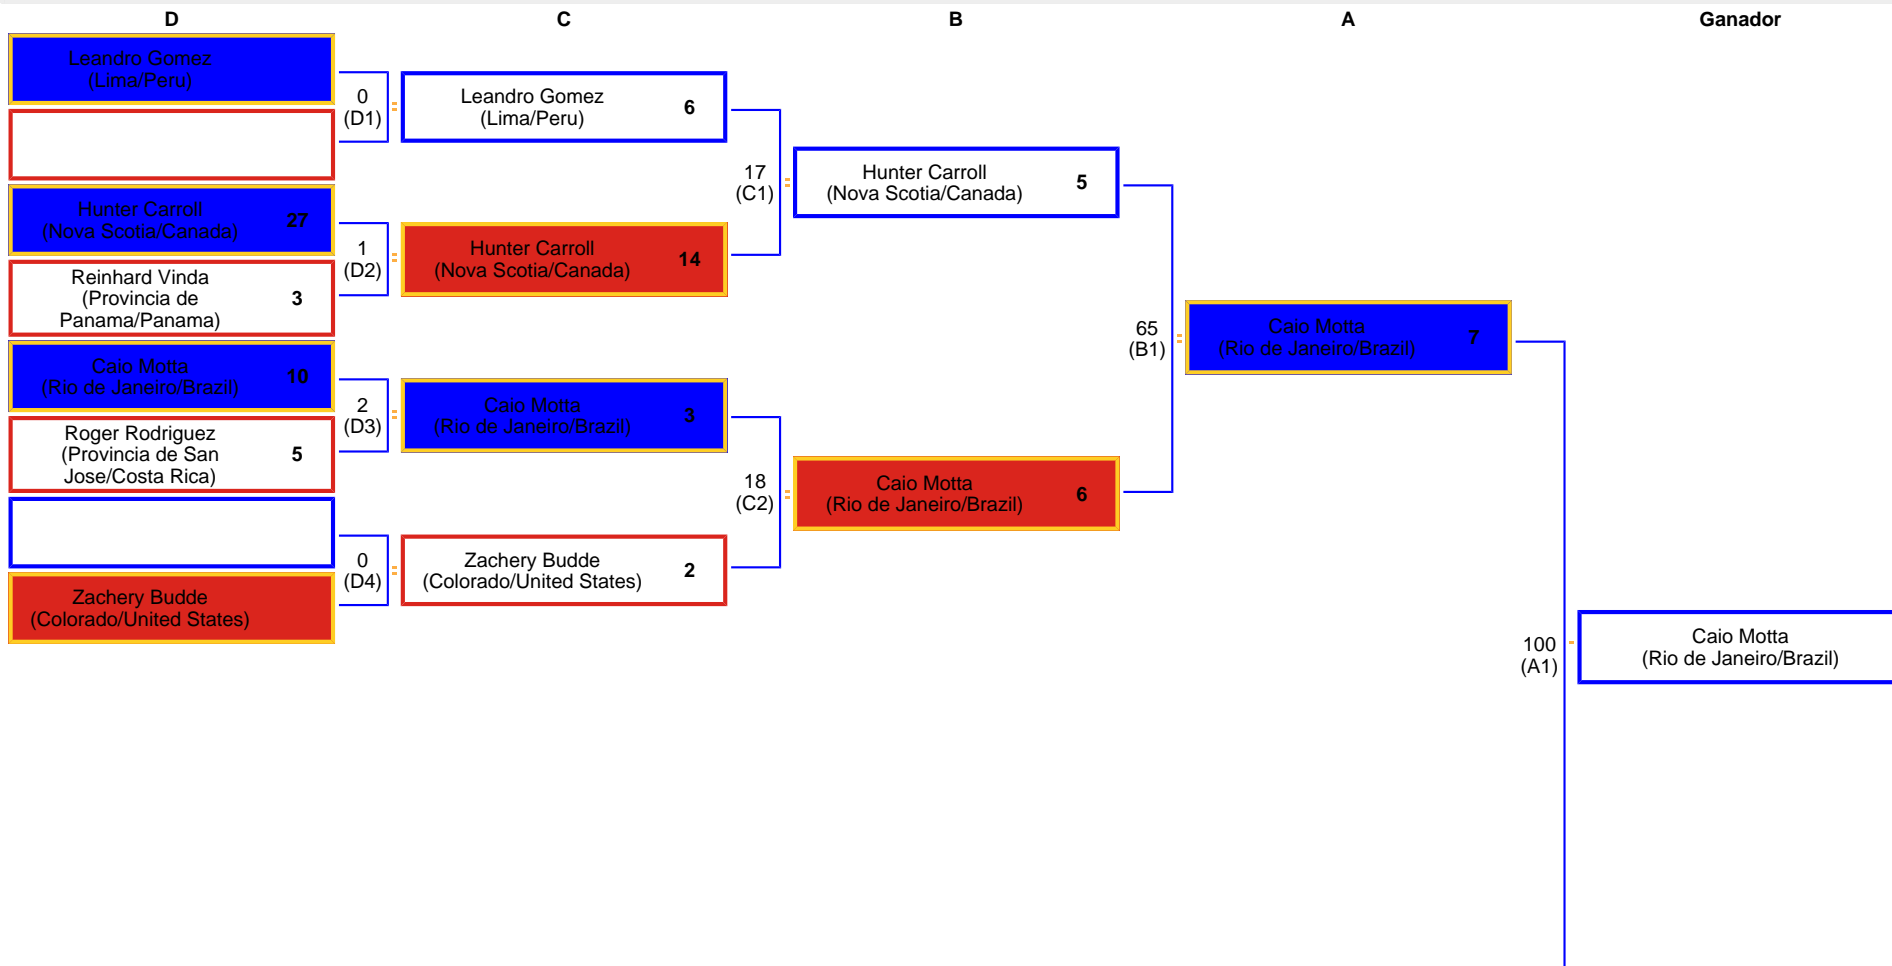 D
C
B
A
Ganador
Leandro Gomez
(Lima/Peru)
0
(D1)
Hunter Carroll
(Nova Scotia/Canada)
27
1
(D2)
Reinhard Vinda
(Provincia de
Panama/Panama)
3
Caio Motta
(Rio de Janeiro/Brazil)
10
2
(D3)
Roger Rodriguez
(Provincia de San
Jose/Costa Rica)
5
0
(D4)
Zachery Budde
(Colorado/United States)
Leandro Gomez
(Lima/Peru)
6
17
(C1)
Hunter Carroll
(Nova Scotia/Canada)
14
Caio Motta
(Rio de Janeiro/Brazil)
3
18
(C2)
Zachery Budde
(Colorado/United States)
2
Hunter Carroll
(Nova Scotia/Canada)
5
65
(B1)
Caio Motta
(Rio de Janeiro/Brazil)
6
Caio Motta
(Rio de Janeiro/Brazil)
7
100
(A1)
Caio Motta
(Rio de Janeiro/Brazil)